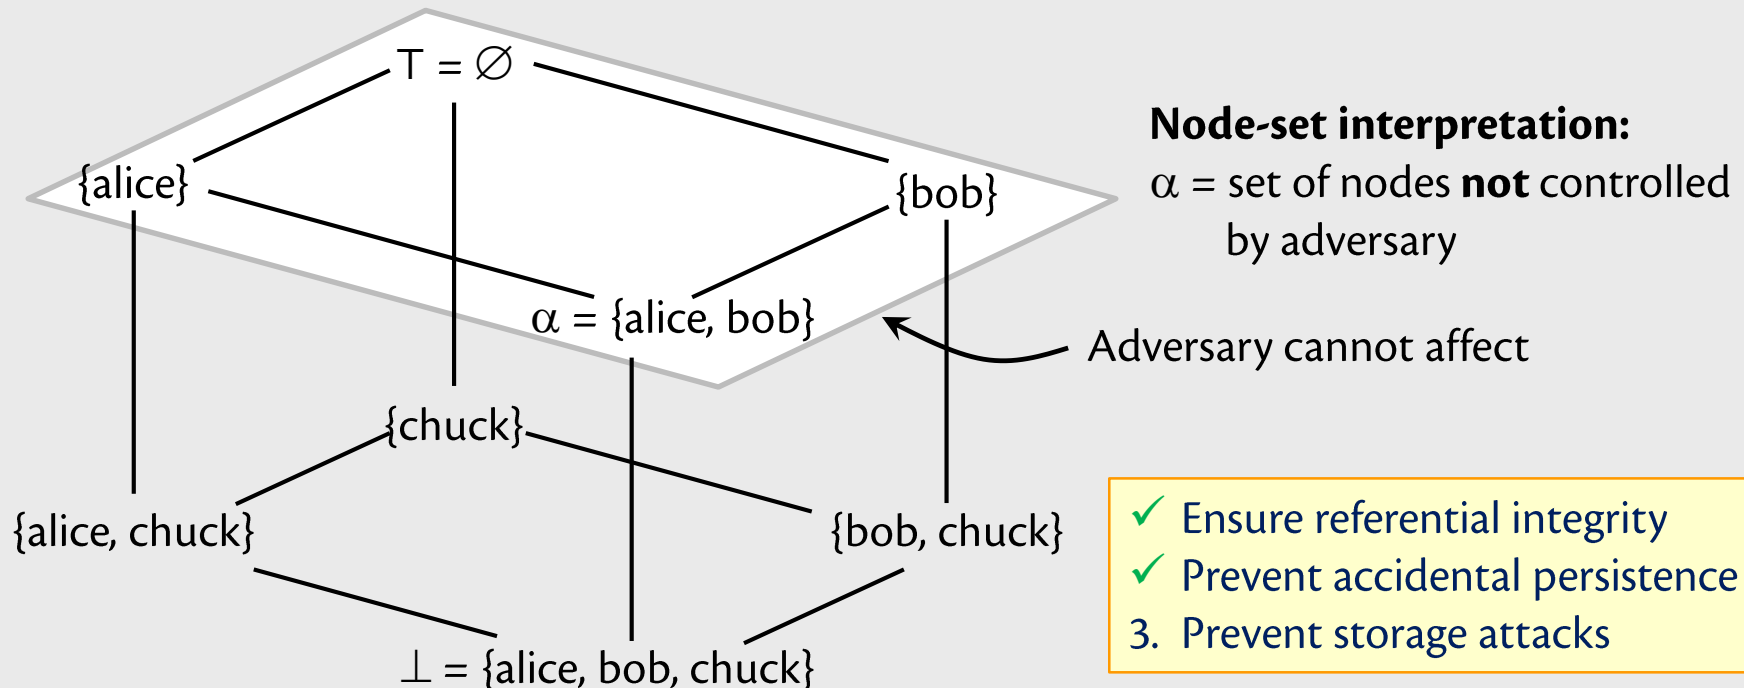 T = ∅
{alice}
{bob}
α = {alice, bob}
{chuck}
{alice, chuck}
{bob, chuck}
⊥ = {alice, bob, chuck}
Node-set interpretation:
α = set of nodes not controlled
by adversary
Adversary cannot affect
✓ Ensure referential integrity
✓ Prevent accidental persistence
3. Prevent storage attacks